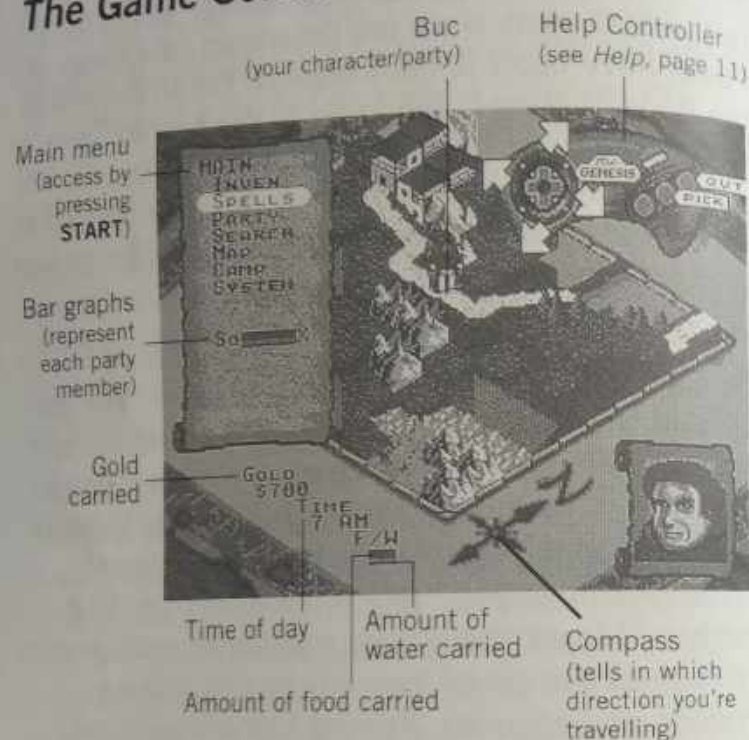 The Game
Buc
(your character/party)
Help Controller
(see Help, page 11)
Main menu
(access by
pressing
START)
MAIN
INVEN
SPELLS
PARTY
SEARCH
MAP
CAMP
SYSTEM
GENESIS
OUT
PICK
Bar graphs
(represent
each party
member)
So
Gold
carried
GOLD
$700
TIME
7 AM
F/W
N
Time of day
Amount of
water carried
Amount of food carried
Compass
(tells in which
direction you're
travelling)